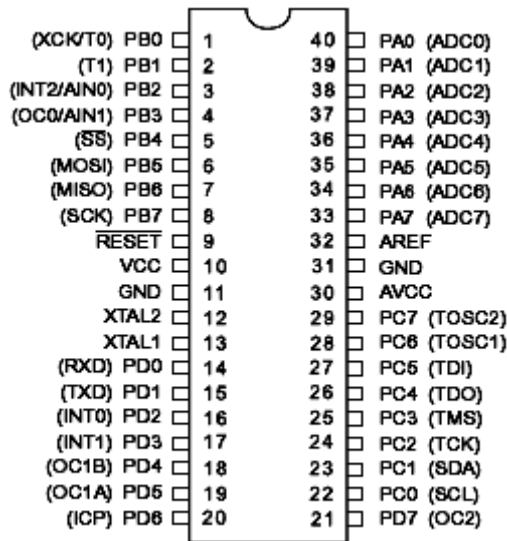 (XCK/T0) PB0 1 40 PA0 (ADC0)
(T1) PB1 2 39 PA1 (ADC1)
(INT2/AIN0) PB2 3 38 PA2 (ADC2)
(OC0/AIN1) PB3 4 37 PA3 (ADC3)
(SS) PB4 5 36 PA4 (ADC4)
(MOSI) PB5 6 35 PA5 (ADC5)
(MISO) PB6 7 34 PA6 (ADC6)
(SCK) PB7 8 33 PA7 (ADC7)
RESET 9 32 AREF
VCC 10 31 GND
GND 11 30 AVCC
XTAL2 12 29 PC7 (TOSC2)
XTAL1 13 28 PC6 (TOSC1)
(RXD) PD0 14 27 PC5 (TDI)
(TXD) PD1 15 26 PC4 (TDO)
(INT0) PD2 16 25 PC3 (TMS)
(INT1) PD3 17 24 PC2 (TCK)
(OC1B) PD4 18 23 PC1 (SDA)
(OC1A) PD5 19 22 PC0 (SCL)
(ICP) PD6 20 21 PD7 (OC2)